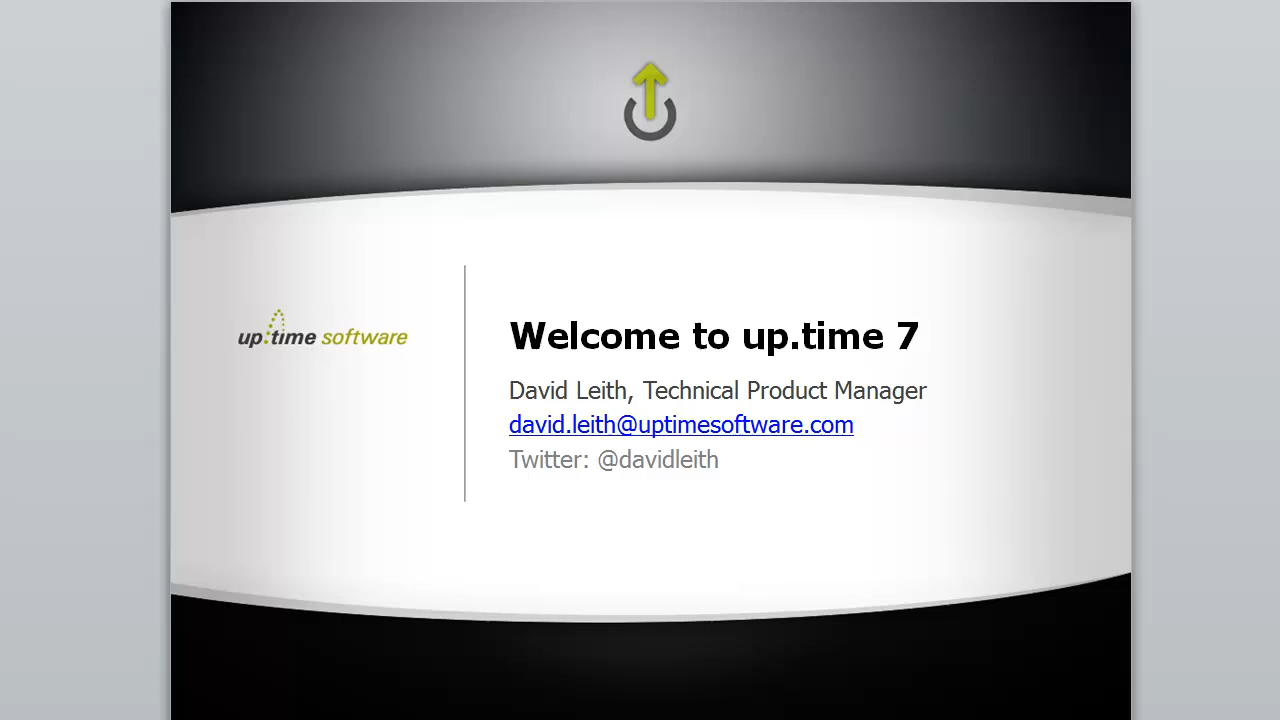 up.time software
Welcome to up.time 7
David Leith, Technical Product Manager
david.leith@uptimesoftware.com
Twitter: @davidleith